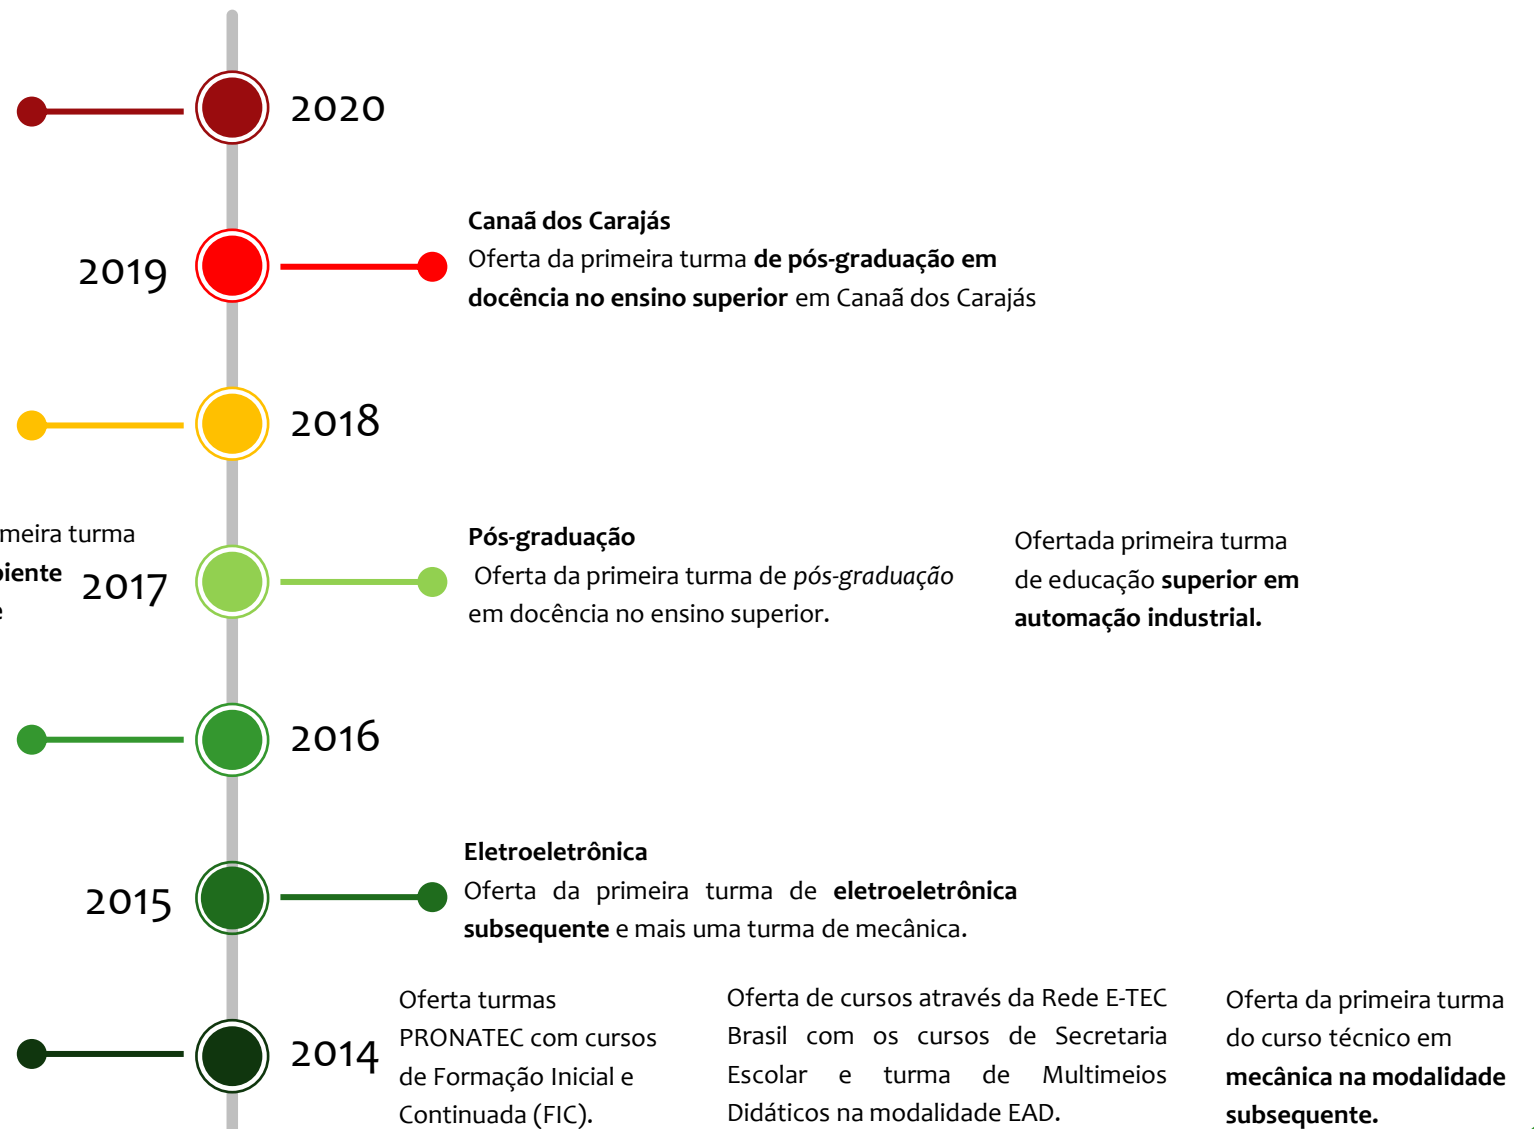 2020
2019
Canaã dos Carajás
Oferta da primeira turma de pós-graduação em
docência no ensino superior em Canaã dos Carajás
2018
meira turma
piente
e
2017
Pós-graduação
Oferta da primeira turma de pós-graduação
em docência no ensino superior.
Ofertada primeira turma
de educação superior em
automação industrial.
2016
2015
Eletroeletrônica
Oferta da primeira turma de eletroeletrônica
subsequente e mais uma turma de mecânica.
2014
Oferta turmas
PRONATEC com cursos
de Formação Inicial e
Continuada (FIC).
Oferta de cursos através da Rede E-TEC
Brasil com os cursos de Secretaria
Escolar e turma de Multimeios
Didáticos na modalidade EAD.
Oferta da primeira turma
do curso técnico em
mecânica na modalidade
subsequente.